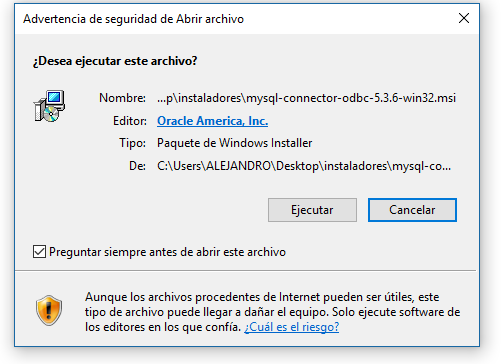 Advertencia de seguridad de Abrir archivo
¿Desea ejecutar este archivo?
Nombre: ...p\instaladores\mysql-connector-odbc-5.3.6-win32.msi
Editor: Oracle America, Inc.
Tipo: Paquete de Windows Installer
De: C:\Users\ALEJANDRO\Desktop\instaladores\mysql-co...
Ejecutar Cancelar
Preguntar siempre antes de abrir este archivo
Aunque los archivos procedentes de Internet pueden ser útiles, este
tipo de archivo puede llegar a dañar el equipo. Solo ejecute software de
los editores en los que confía. ¿Cuál es el riesgo?